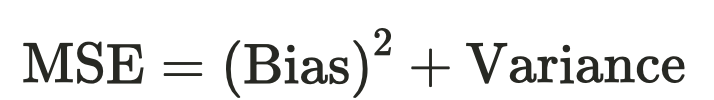 MSE = (Bias)² + Variance